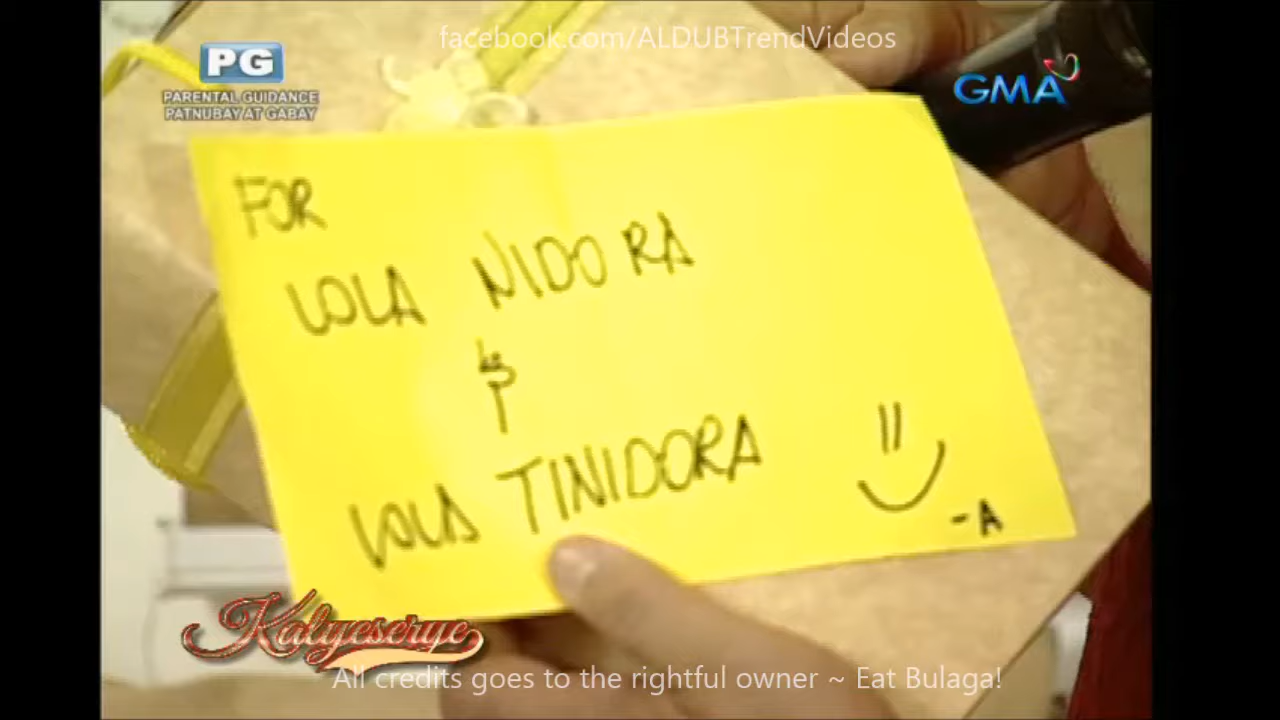 facebook.com/ALDUBTrendVideos
PG
PARENTAL GUIDANCE
PATNUBAY AT GABAY
GMA
FOR
LOLA NIDORA
&
LOLA TINIDORA
-A
Kalyeserye
All credits goes to the rightful owner ~ Eat Bulaga!